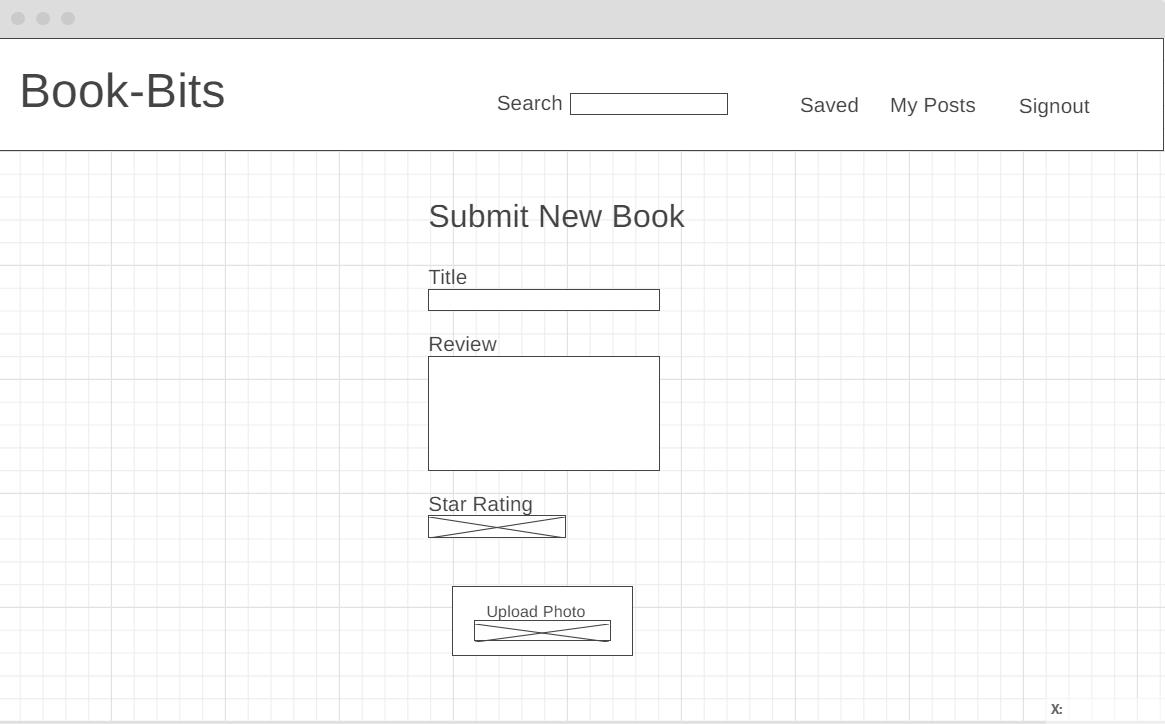 Book-Bits
Search
Saved
My Posts
Signout
Submit New Book
Title
Review
Star Rating
Upload Photo
X: